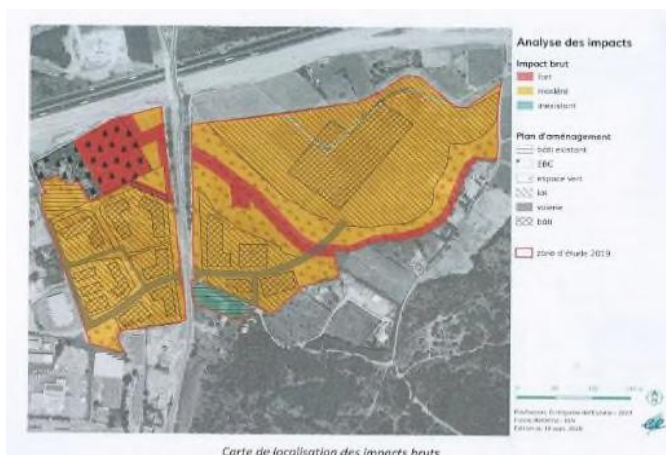 Analyse des impacts
Impact brut
fort
modéré
inexistant
Plan d'aménagement
bâti existant
EBC
espace vert
lot
voierie
bâti
zone d'étude 2019
Carte de localisation des impacts bruts